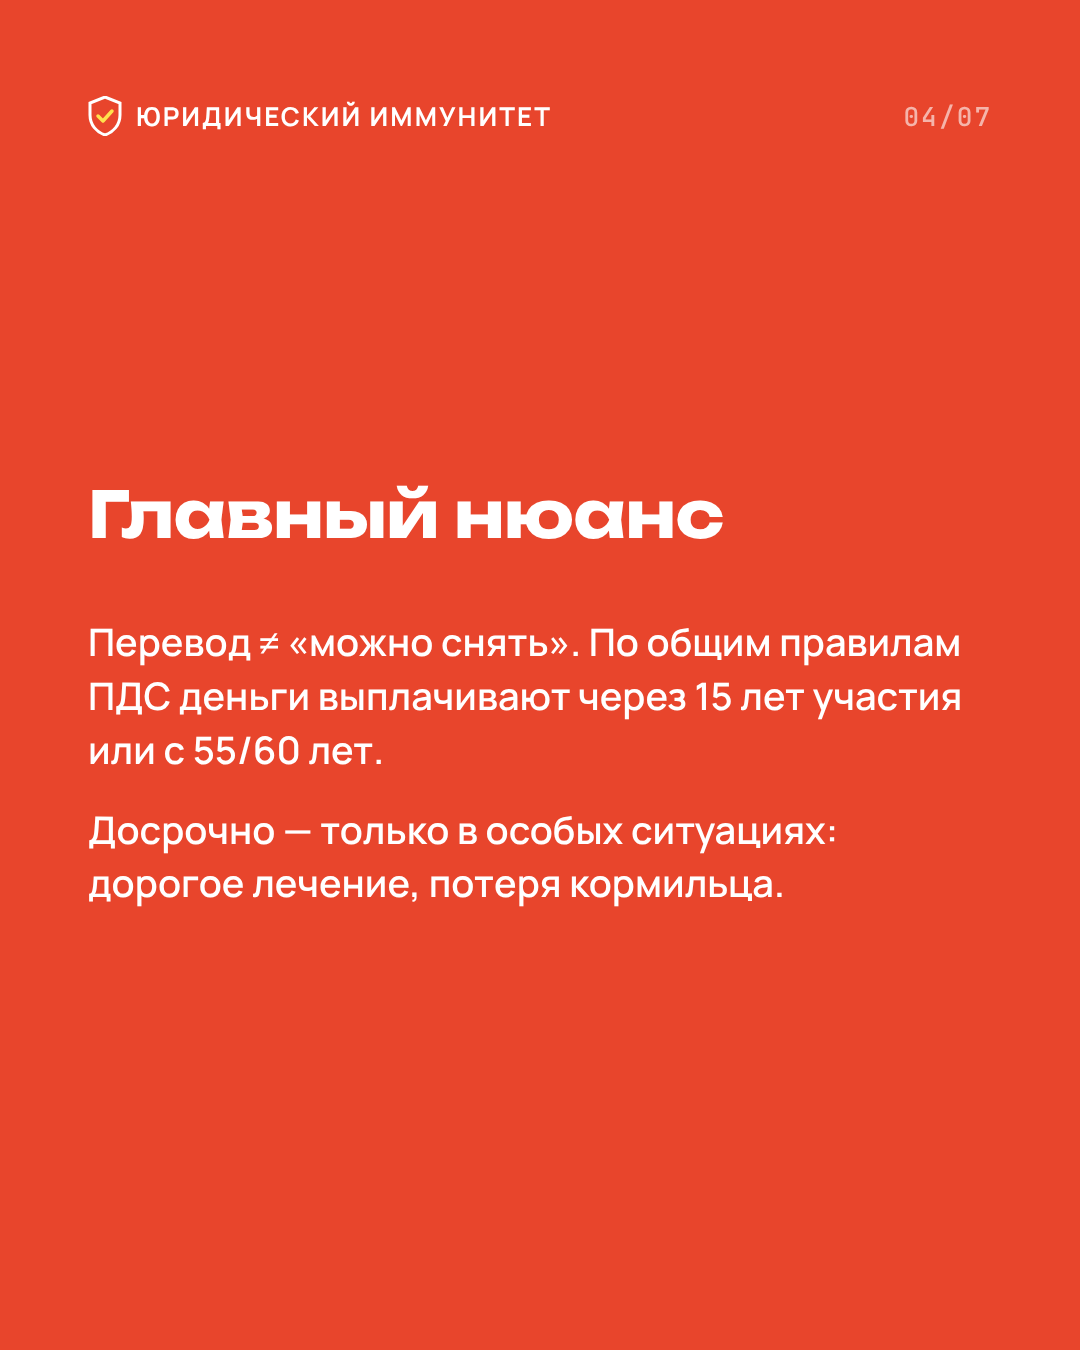 ЮРИДИЧЕСКИЙ ИММУНИТЕТ
04/07
Главный нюанс
Перевод ≠ «можно снять». По общим правилам
ПДС деньги выплачивают через 15 лет участия
или с 55/60 лет.
Досрочно — только в особых ситуациях:
дорогое лечение, потеря кормильца.